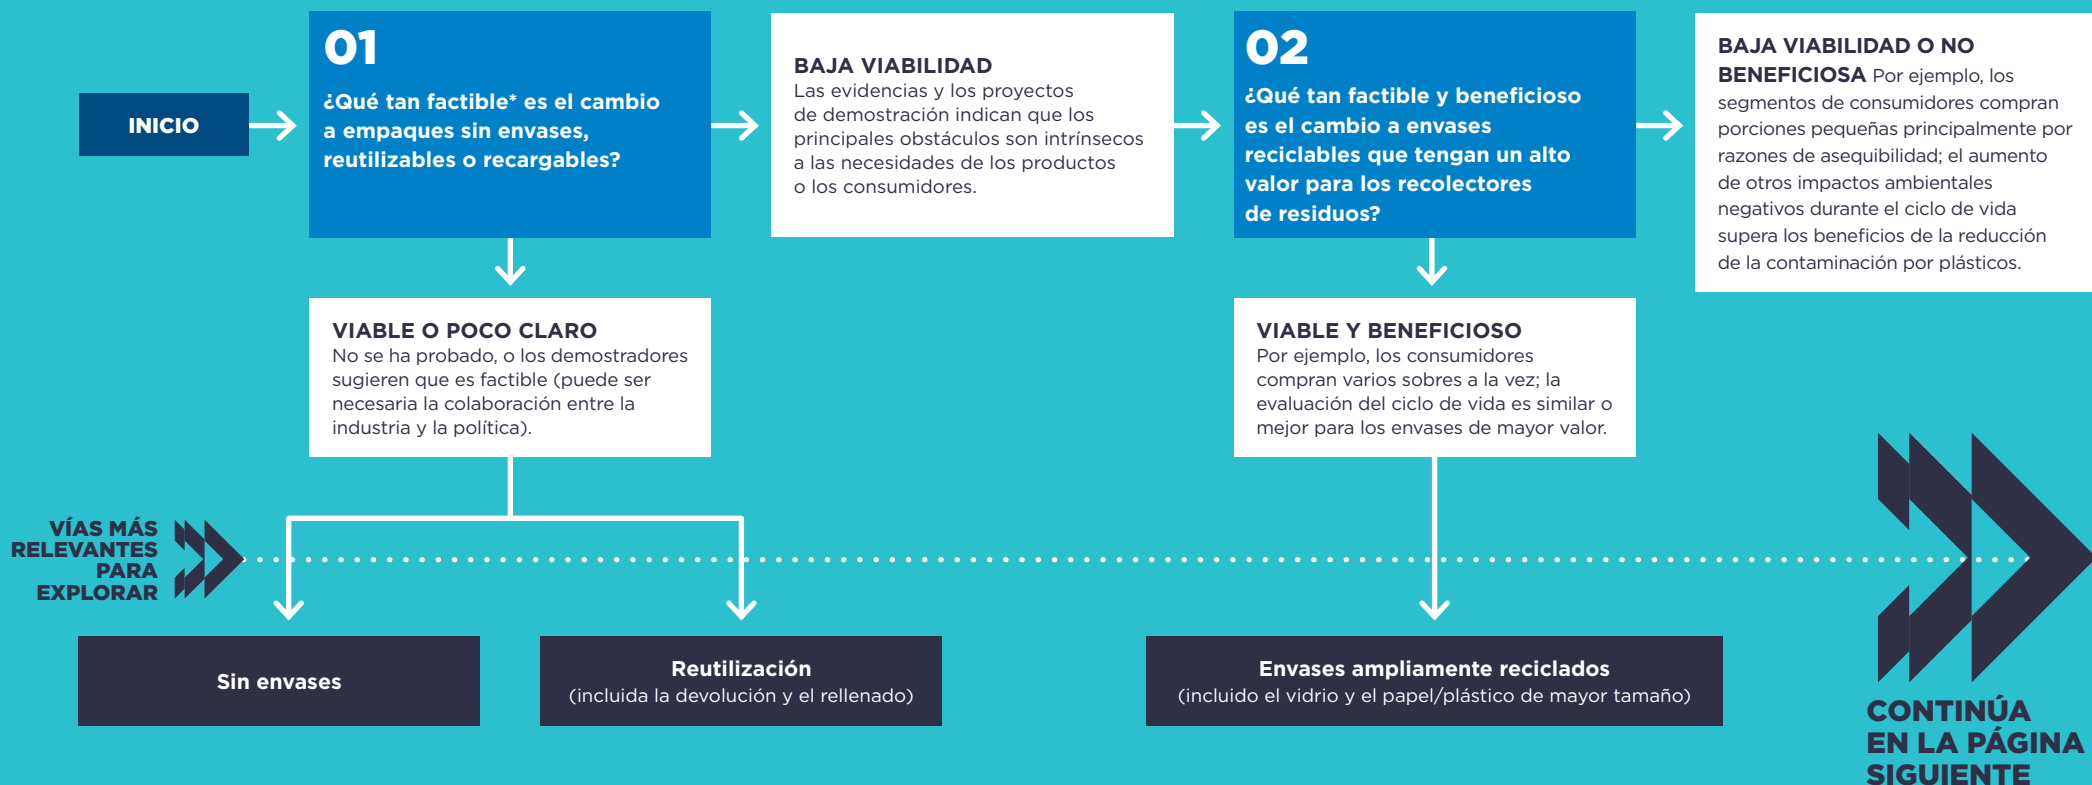 INICIO
01
¿Qué tan factible* es el cambio
a empaques sin envases,
reutilizables o recargables?
BAJA VIABILIDAD
Las evidencias y los proyectos
de demostración indican que los
principales obstáculos son intrínsecos
a las necesidades de los productos
o los consumidores.
02
¿Qué tan factible y beneficioso
es el cambio a envases
reciclables que tengan un alto
valor para los recolectores
de residuos?
BAJA VIABILIDAD O NO
BENEFICIOSA Por ejemplo, los
segmentos de consumidores compran
porciones pequeñas principalmente por
razones de asequibilidad; el aumento
de otros impactos ambientales
negativos durante el ciclo de vida
supera los beneficios de la reducción
de la contaminación por plásticos.
VIABLE O POCO CLARO
No se ha probado, o los demostradores
sugieren que es factible (puede ser
necesaria la colaboración entre la
industria y la política).
VIABLE Y BENEFICIOSO
Por ejemplo, los consumidores
compran varios sobres a la vez; la
evaluación del ciclo de vida es similar o
mejor para los envases de mayor valor.
VÍAS MÁS
RELEVANTES
PARA
EXPLORAR
Sin envases
Reutilización
(incluida la devolución y el rellenado)
Envases ampliamente reciclados
(incluido el vidrio y el papel/plástico de mayor tamaño)
CONTINÚA
EN LA PÁGINA
SIGUIENTE